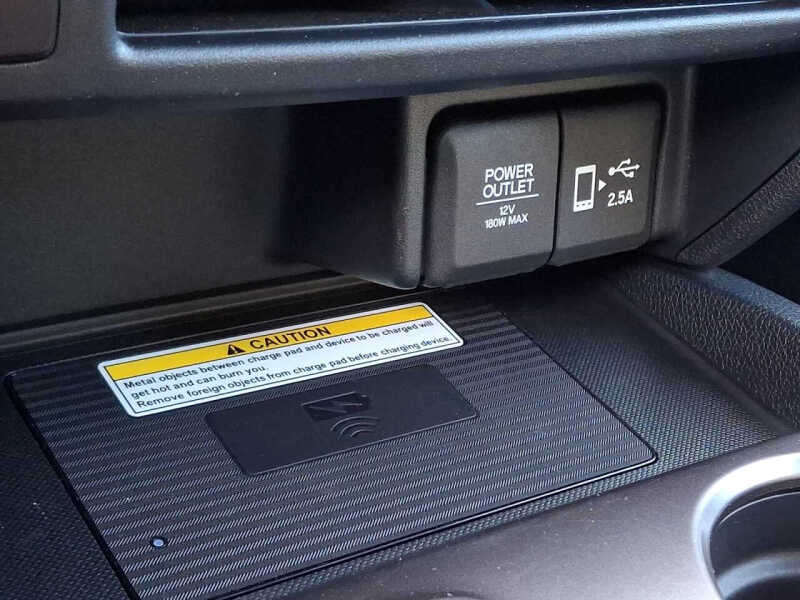 POWER
OUTLET
12V
180W MAX
2.5A
CAUTION
Metal objects between charge pad and device to be charged will
get hot and can burn you.
Remove foreign objects from charge pad before charging device.